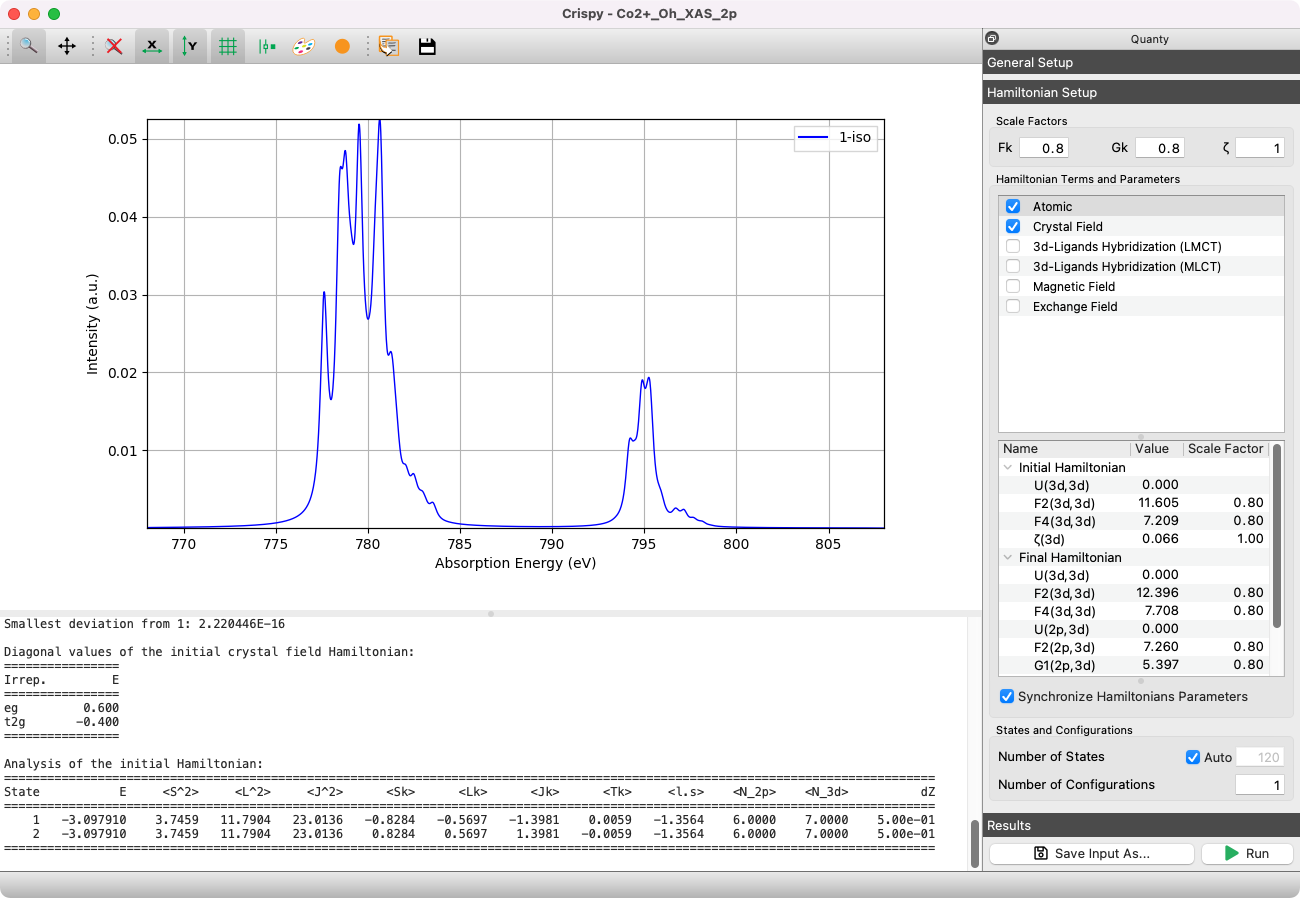 Crispy - Co2+_Oh_XAS_2p
X
Y
0.05
0.04
0.03
0.02
0.01
Intensity (a.u.)
1-iso
770 775 780 785 790 795 800 805
Absorption Energy (eV)
Smallest deviation from 1: 2.220446E-16
Diagonal values of the initial crystal field Hamiltonian:
================
Irrep. E
================
eg 0.600
t2g -0.400
================
Analysis of the initial Hamiltonian:
State E <S^2> <L^2> <J^2> <Sk> <Lk> <Jk> <Tk> <l.s> <N_2p> <N_3d> dZ
1 -3.097910 3.7459 11.7904 23.0136 -0.8284 -0.5697 -1.3981 0.0059 -1.3564 6.0000 7.0000 5.00e-01
2 -3.097910 3.7459 11.7904 23.0136 0.8284 0.5697 1.3981 -0.0059 -1.3564 6.0000 7.0000 5.00e-01
Quanty
General Setup
Hamiltonian Setup
Scale Factors
Fk 0.8 Gk 0.8 ζ 1
Hamiltonian Terms and Parameters
Atomic
Crystal Field
3d-Ligands Hybridization (LMCT)
3d-Ligands Hybridization (MLCT)
Magnetic Field
Exchange Field
Name Value Scale Factor
Initial Hamiltonian
U(3d,3d) 0.000
F2(3d,3d) 11.605 0.80
F4(3d,3d) 7.209 0.80
ζ(3d) 0.066 1.00
Final Hamiltonian
U(3d,3d) 0.000
F2(3d,3d) 12.396 0.80
F4(3d,3d) 7.708 0.80
U(2p,3d) 0.000
F2(2p,3d) 7.260 0.80
G1(2p,3d) 5.397 0.80
Synchronize Hamiltonians Parameters
States and Configurations
Number of States Auto 120
Number of Configurations 1
Results
Save Input As... Run